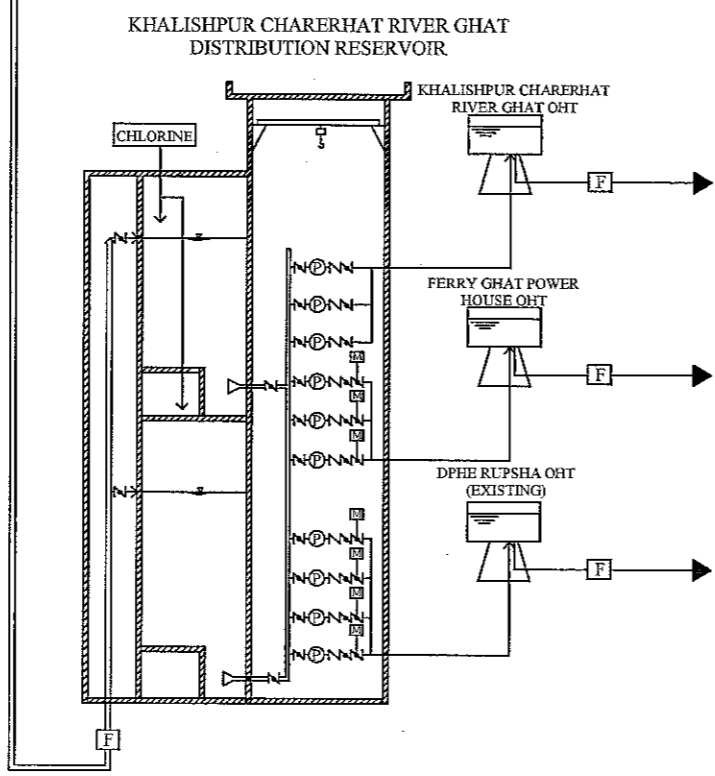 KHALISHPUR CHARERHAT RIVER GHAT
DISTRIBUTION RESERVOIR
KHALISHPUR CHARERHAT
RIVER GHAT OHT
CHLORINE
F
P
FERRY GHAT POWER
HOUSE OHT
P
P
M
F
P
M
P
M
P
DPHE RUPSHA OHT
(EXISTING)
M
P
M
F
P
M
P
M
P
F